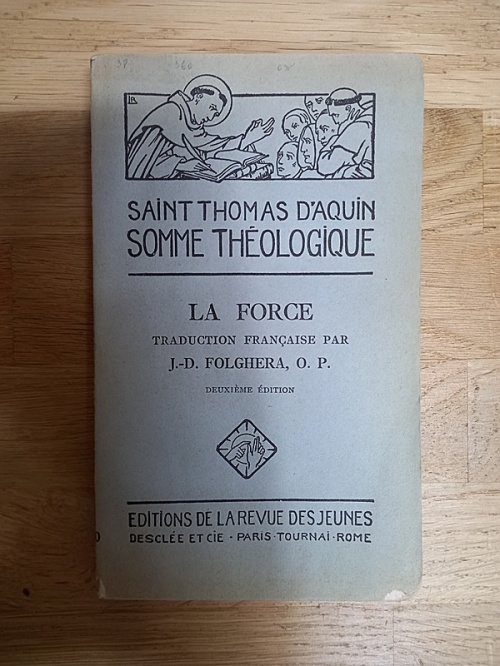 SAINT THOMAS D'AQUIN
SOMME THÉOLOGIQUE
LA FORCE
TRADUCTION FRANÇAISE PAR
J.-D. FOLGHERA, O. P.
DEUXIÈME ÉDITION
EDITIONS DE LA REVUE DES JEUNES
DESCLÉE ET CIE · PARIS · TOURNAI · ROME